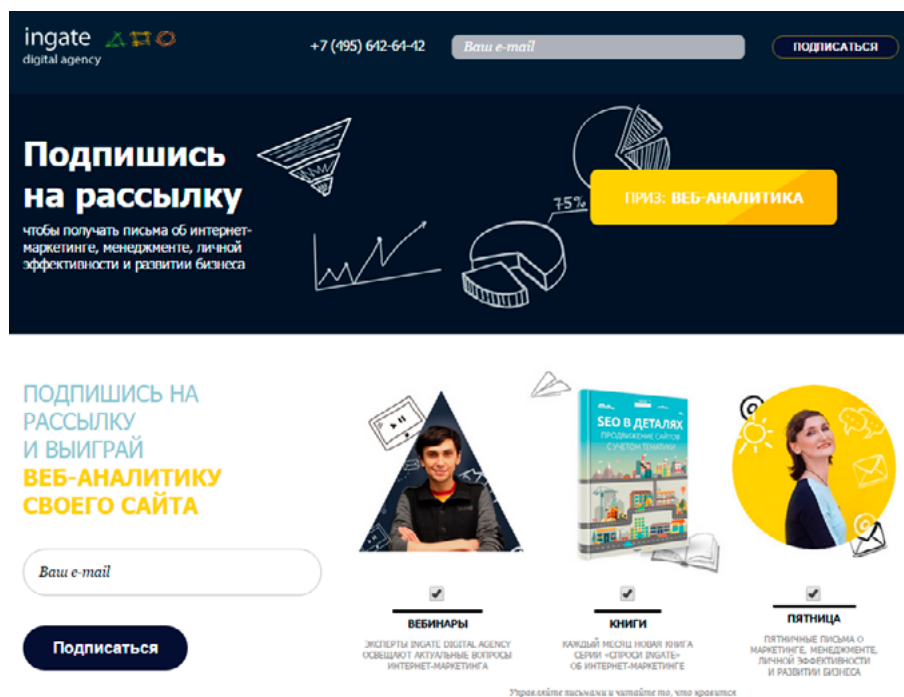 ingate
digital agency
+7 (495) 642-64-42
Ваш e-mail
ПОДПИСАТЬСЯ
Подпишись
на рассылку
чтобы получать письма об интернет-
маркетинге, менеджменте, личной
эффективности и развитии бизнеса
75%
ПРИЗ: ВЕБ-АНАЛИТИКА
ПОДПИШИСЬ НА
РАССЫЛКУ
И ВЫИГРАЙ
ВЕБ-АНАЛИТИКУ
СВОЕГО САЙТА
Ваш e-mail
Подписаться
SEO В ДЕТАЛЯХ
ПРОДВИЖЕНИЕ САЙТОВ
С УЧЕТОМ ТЕМАТИКИ
ВЕБИНАРЫ
ЭКСПЕРТЫ INGATE DIGITAL AGENCY
ОСВЕЩАЮТ АКТУАЛЬНЫЕ ВОПРОСЫ
ИНТЕРНЕТ-МАРКЕТИНГА
КНИГИ
КАЖДЫЙ МЕСЯЦ НОВАЯ КНИГА
СЕРИИ «СПРОСИ INGATE»
ОБ ИНТЕРНЕТ-МАРКЕТИНГЕ
ПЯТНИЦА
ПЯТНИЧНЫЕ ПИСЬМА О
МАРКЕТИНГЕ, МЕНЕДЖМЕНТЕ,
ЛИЧНОЙ ЭФФЕКТИВНОСТИ
И РАЗВИТИИ БИЗНЕСА
Управляйте письмами и читайте то, что нравится